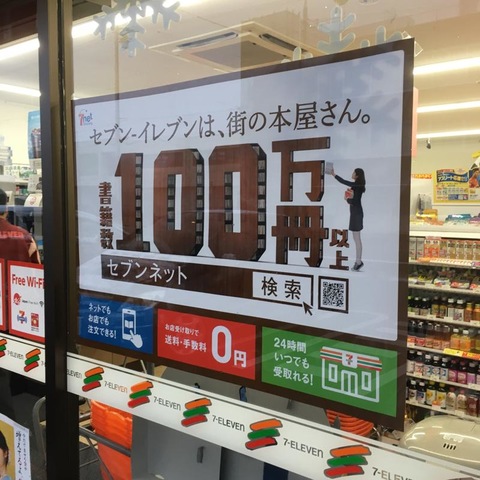 7net
セブン-イレブンは、街の本屋さん。
書籍数
100万冊以上
セブンネット
検索
ネットでも
お店でも
注文できる!
お店受け取りで
送料・手数料
0円
24時間
いつでも
受取れる!
7
Free Wi-Fi
7-ELEVEN
7-ELEVEN
7-ELEVEN
7-ELEVEN